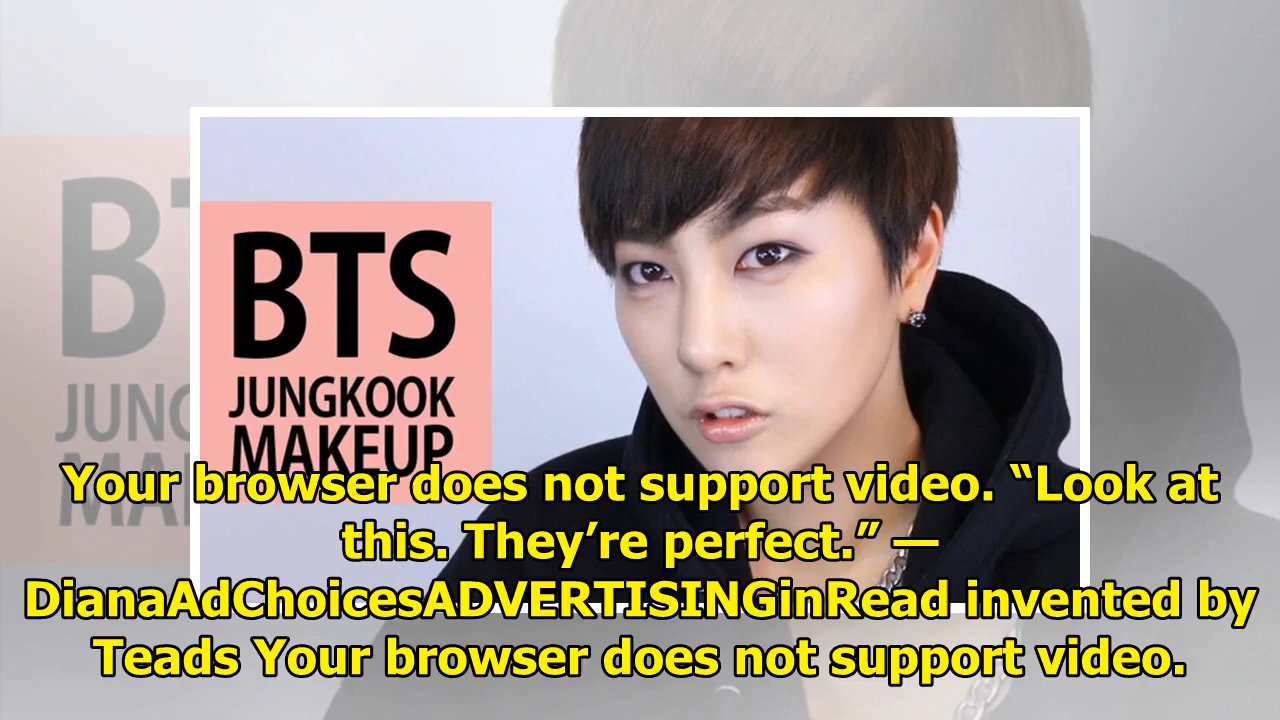 BTS
JUNGKOOK
MAKEUP
Your browser does not support video. “Look at
this. They’re perfect.” —
DianaAdChoicesADVERTISINGinRead invented by
Teads Your browser does not support video.